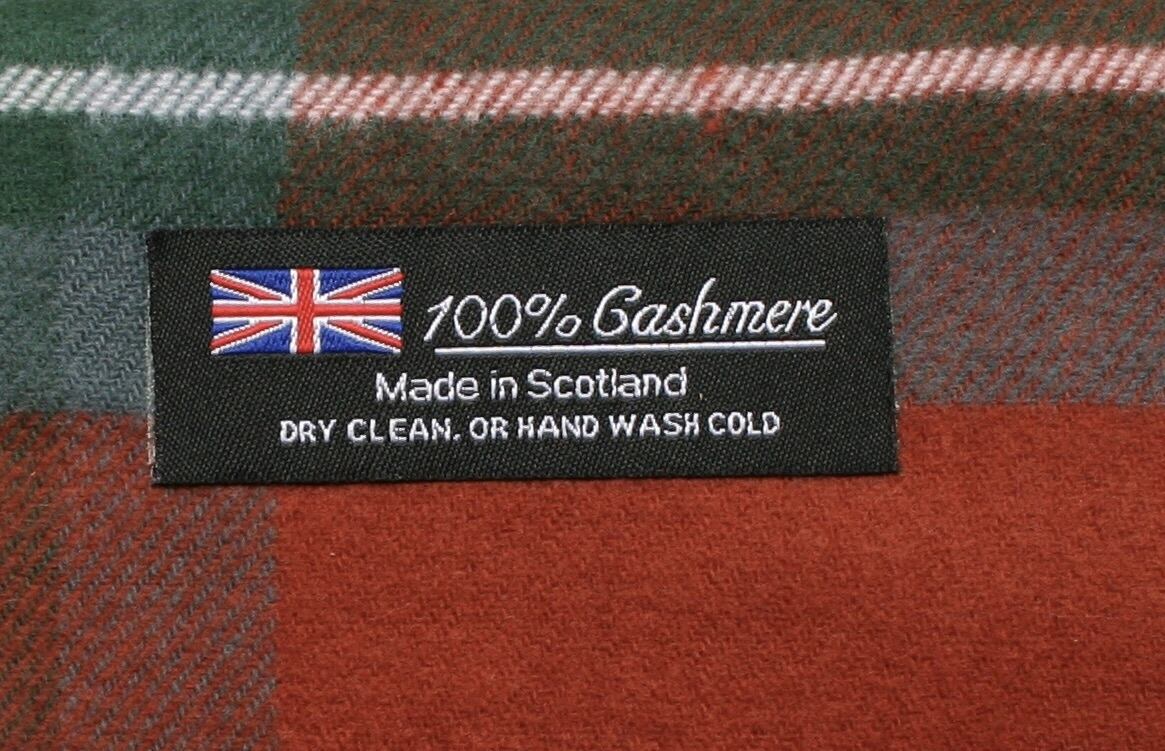 100% Cashmere
Made in Scotland
DRY CLEAN. OR HAND WASH COLD